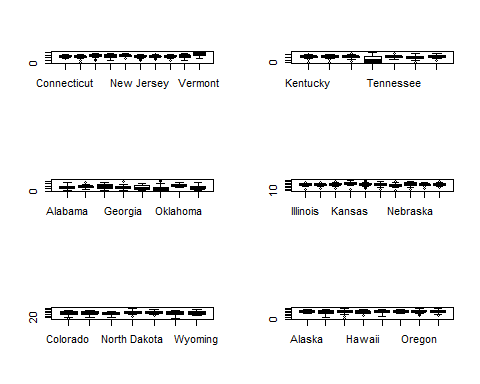 0
Connecticut New Jersey Vermont
0
Kentucky Tennessee
0
Alabama Georgia Oklahoma
10
Illinois Kansas Nebraska
20
Colorado North Dakota Wyoming
0
Alaska Hawaii Oregon